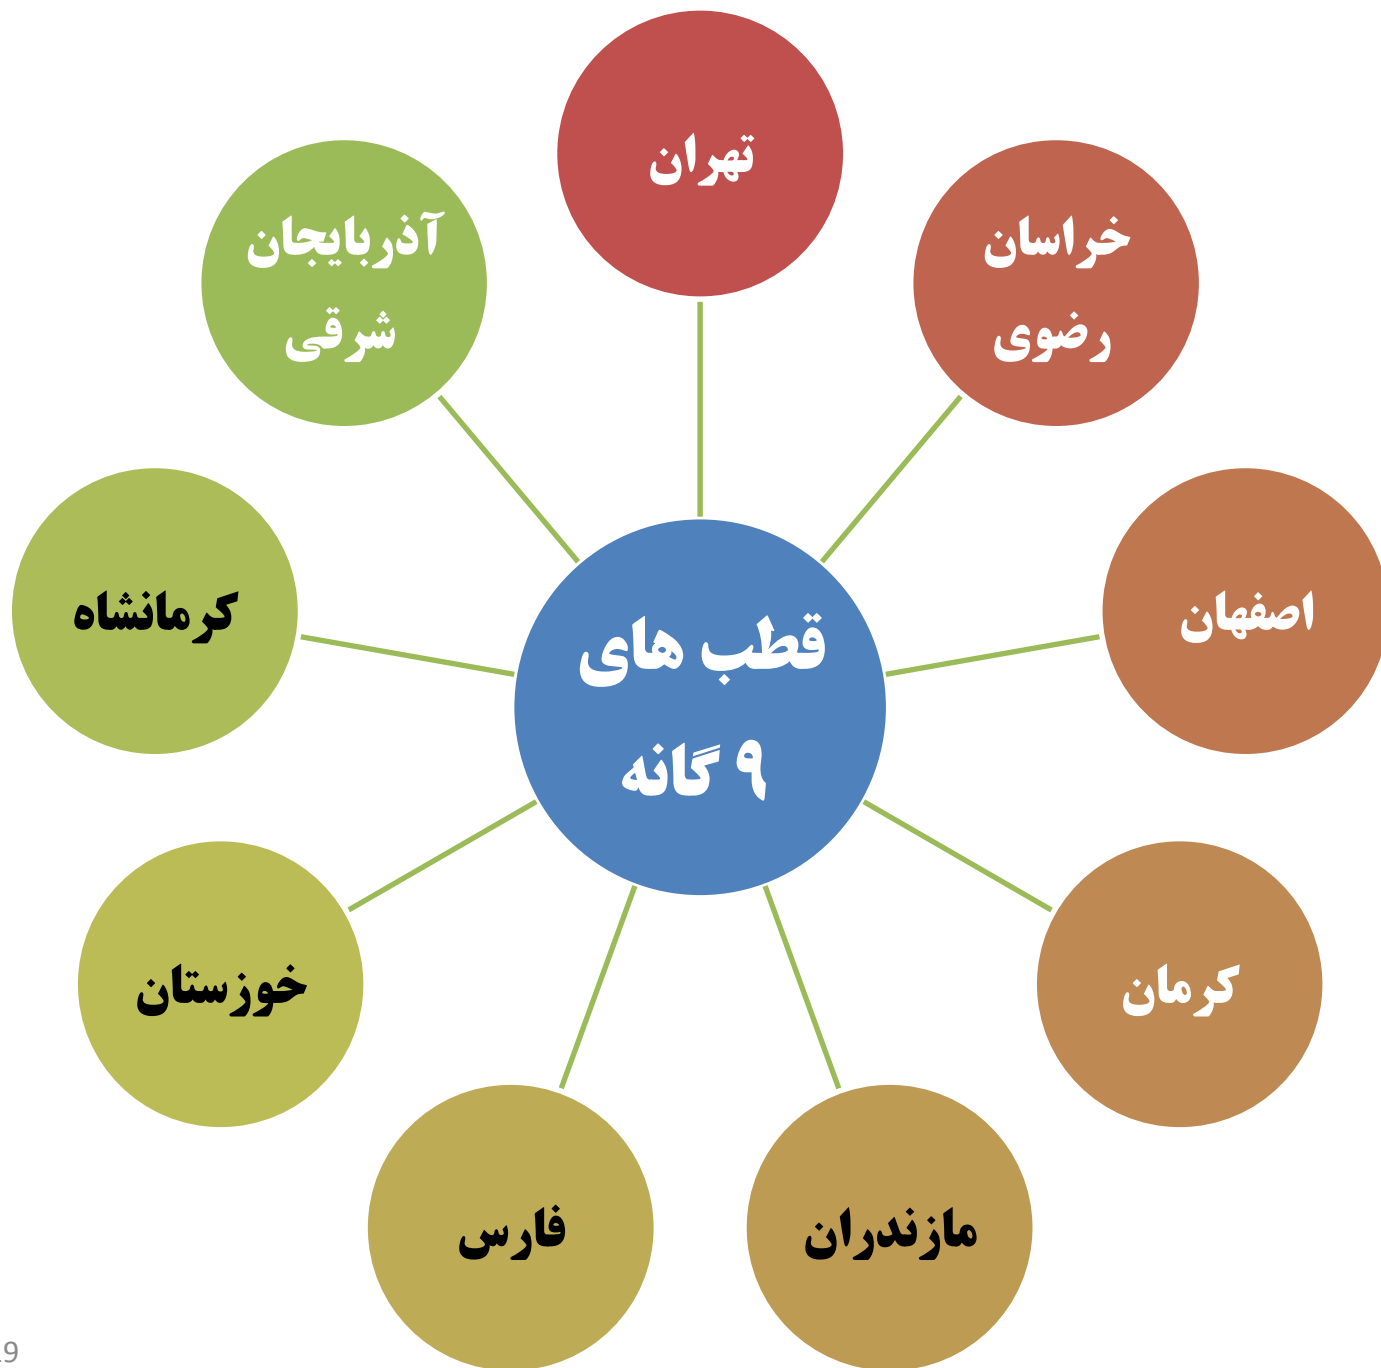 تهران
خراسان
رضوی
اصفهان
کرمان
مازندران
فارس
خوزستان
کرمانشاه
آذربایجان
شرقی
قطب های
۹ گانه